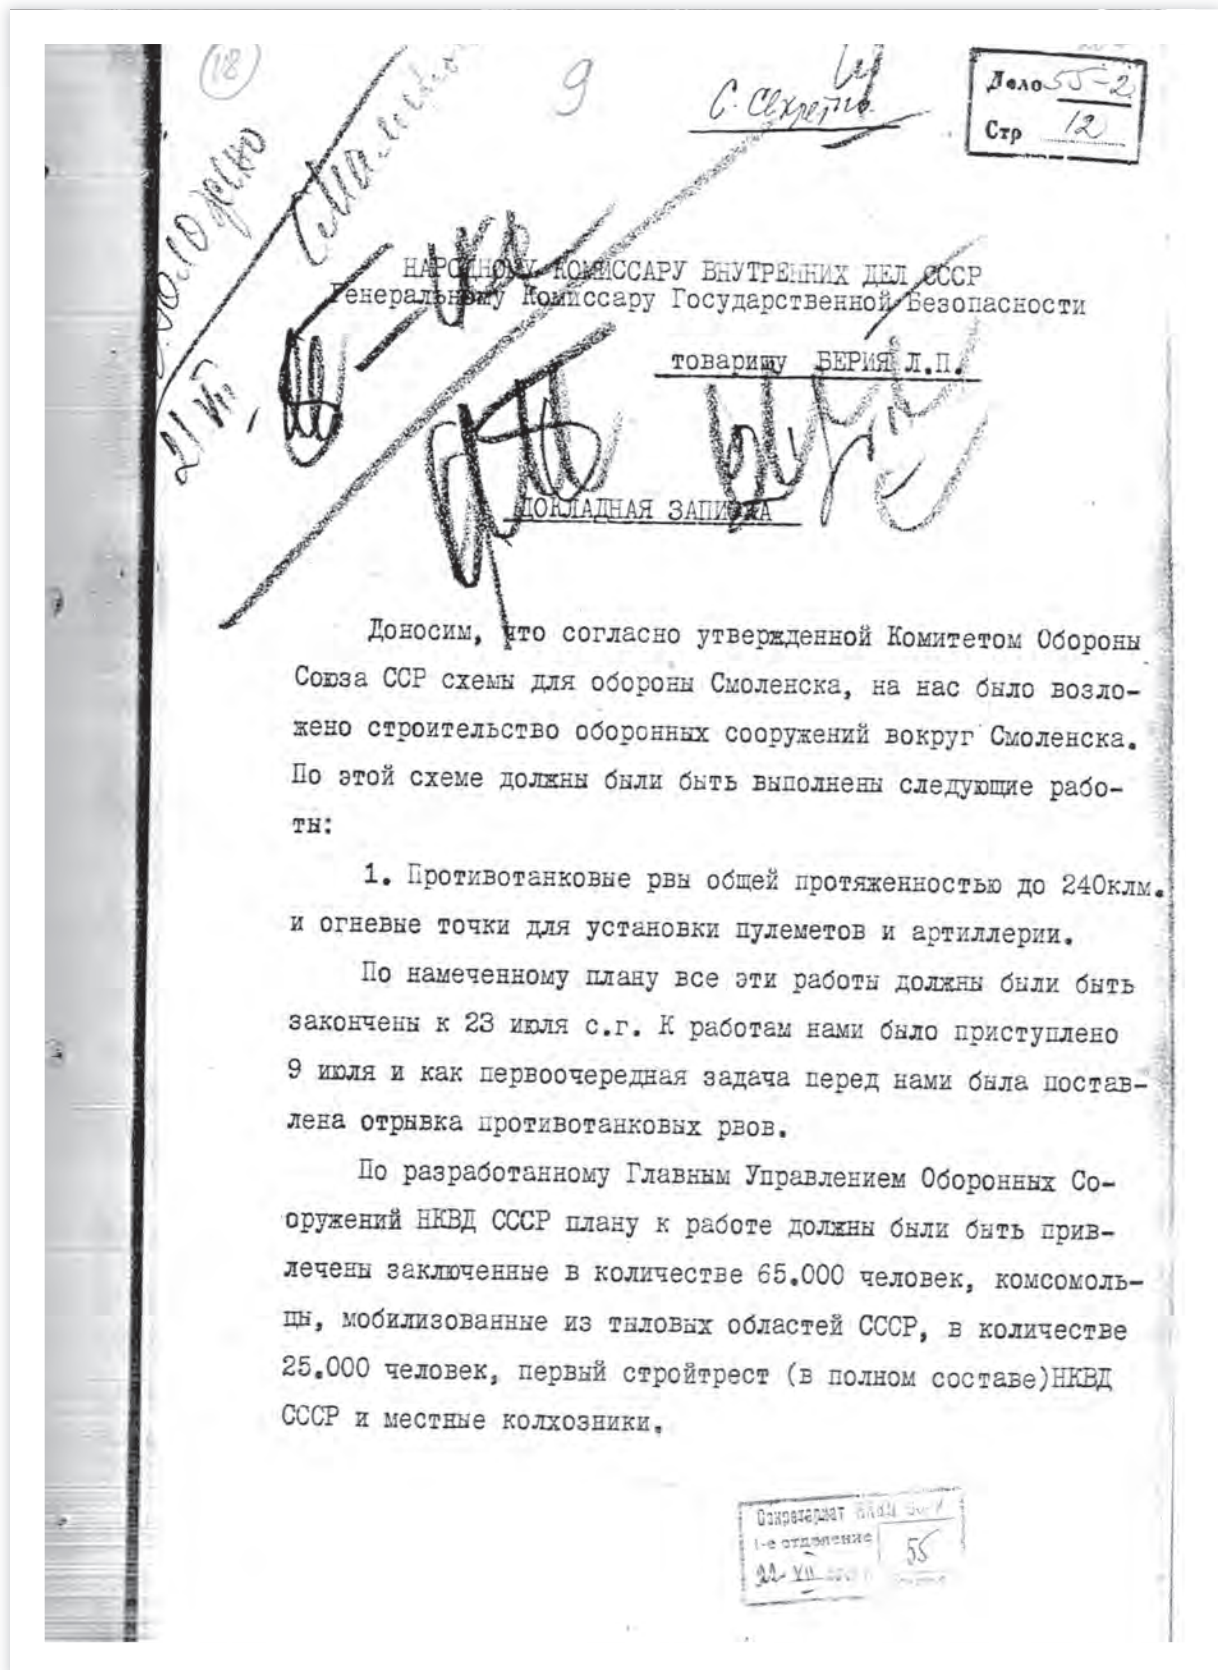 118
9
С. Секретно.
Дело 55-2
Стр 12
21/VII
НАРОДНОМУ КОМИССАРУ ВНУТРЕННИХ ДЕЛ СССР
Генеральному Комиссару Государственной Безопасности
товарищу БЕРИЯ Л.П.
ДОКЛАДНАЯ ЗАПИСКА
Доносим, что согласно утвержденной Комитетом Обороны
Союза ССР схемы для обороны Смоленска, на нас было возло-
жено строительство оборонных сооружений вокруг Смоленска.
По этой схеме должны были быть выполнены следующие рабо-
ты:
1. Противотанковые рвы общей протяженностью до 240клм.
и огневые точки для установки пулеметов и артиллерии.
По намеченному плану все эти работы должны были быть
закончены к 23 июля с.г. К работам нами было приступлено
9 июля и как первоочередная задача перед нами была постав-
лена отрывка противотанковых рвов.
По разработанному Главным Управлением Оборонных Со-
оружений НКВД СССР плану к работе должны были быть прив-
лечены заключенные в количестве 65.000 человек, комсомоль-
цы, мобилизованные из тыловых областей СССР, в количестве
25.000 человек, первый стройтрест (в полном составе)НКВД
СССР и местные колхозники.
Секретариат НКВД
1-е отделение
55
22 VII